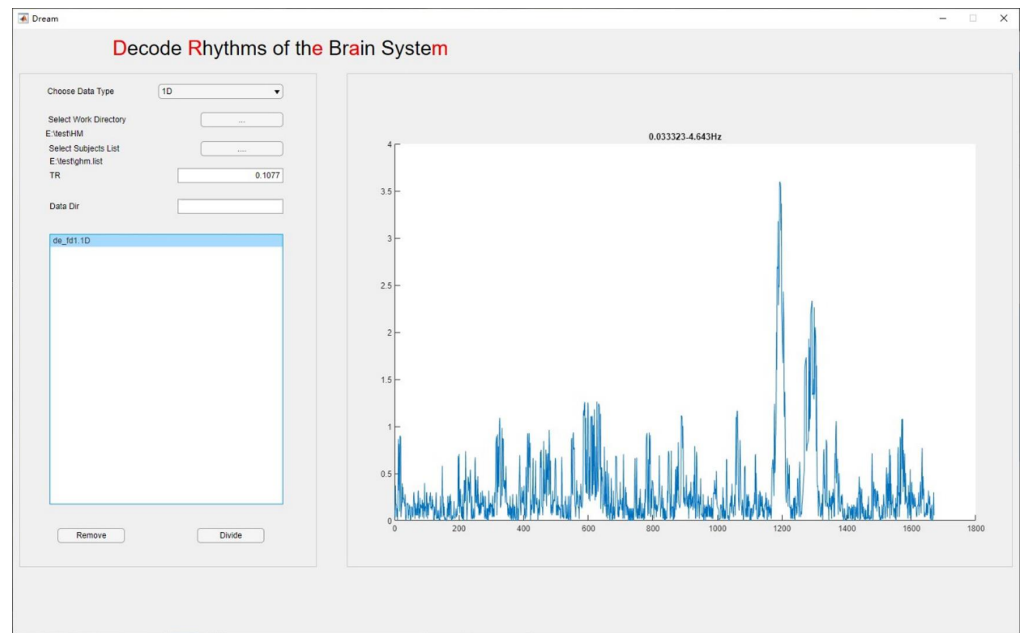 Dream
Decode Rhythms of the Brain System
Choose Data Type
1D
Select Work Directory
...
E:\test\HM
Select Subjects List
....
E:\test\ghm.list
TR
0.1077
Data Dir
de_fd1.1D
Remove
Divide
0.033323-4.643Hz
4
3.5
3
2.5
2
1.5
1
0.5
0
0 200 400 600 800 1000 1200 1400 1600 1800